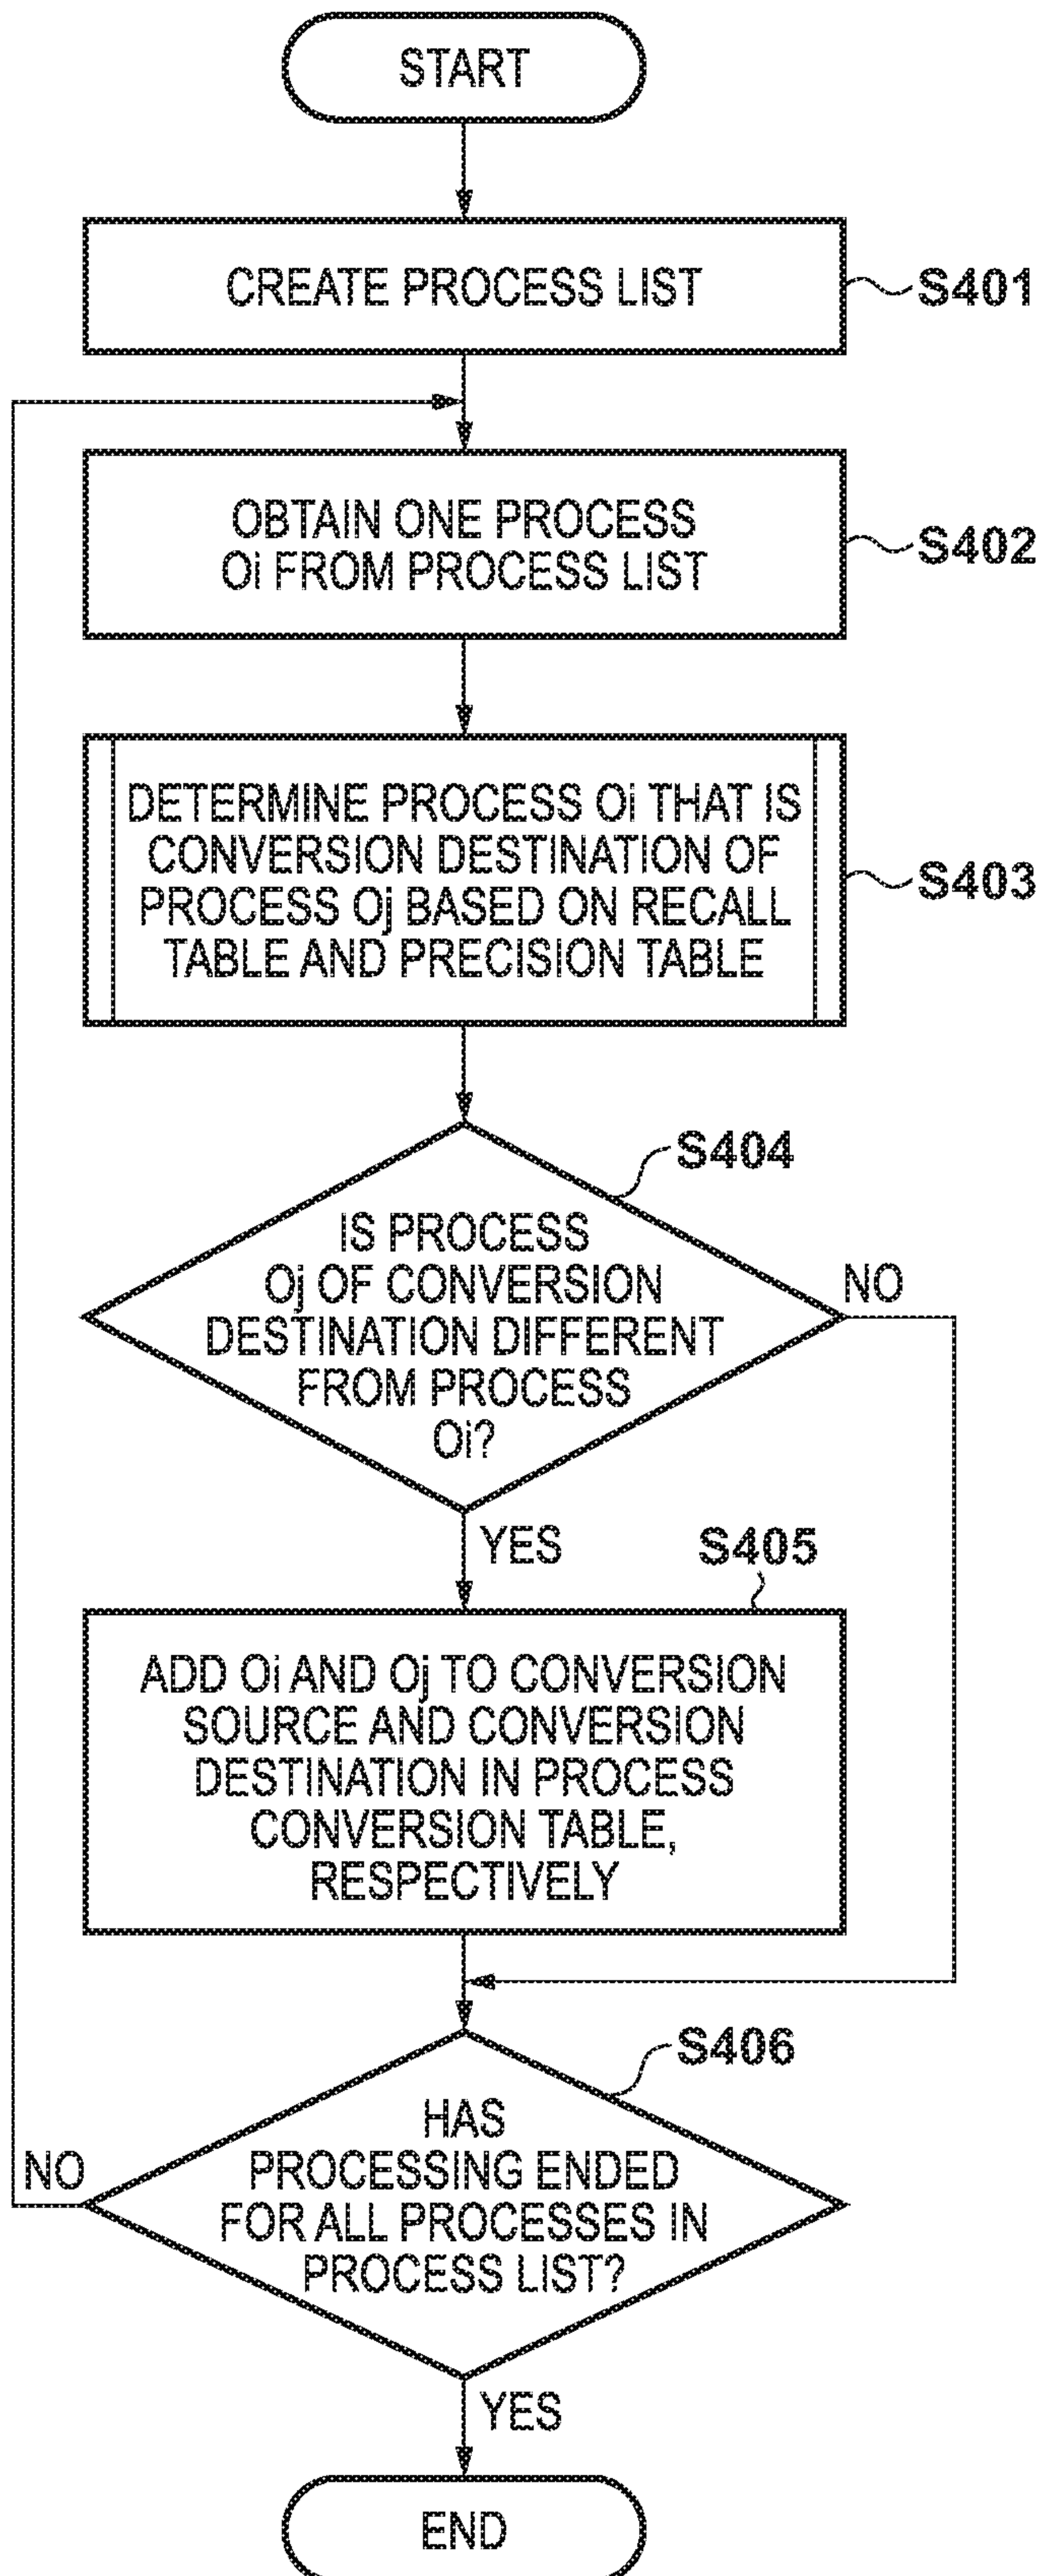 START
CREATE PROCESS LIST
S401
OBTAIN ONE PROCESS
Oi FROM PROCESS LIST
S402
DETERMINE PROCESS Oi THAT IS
CONVERSION DESTINATION OF
PROCESS Oj BASED ON RECALL
TABLE AND PRECISION TABLE
S403
S404
IS PROCESS
Oj OF CONVERSION
DESTINATION DIFFERENT
FROM PROCESS
Oi?
NO
YES
S405
ADD Oi AND Oj TO CONVERSION
SOURCE AND CONVERSION
DESTINATION IN PROCESS
CONVERSION TABLE,
RESPECTIVELY
S406
HAS
PROCESSING ENDED
FOR ALL PROCESSES IN
PROCESS LIST?
NO
YES
END